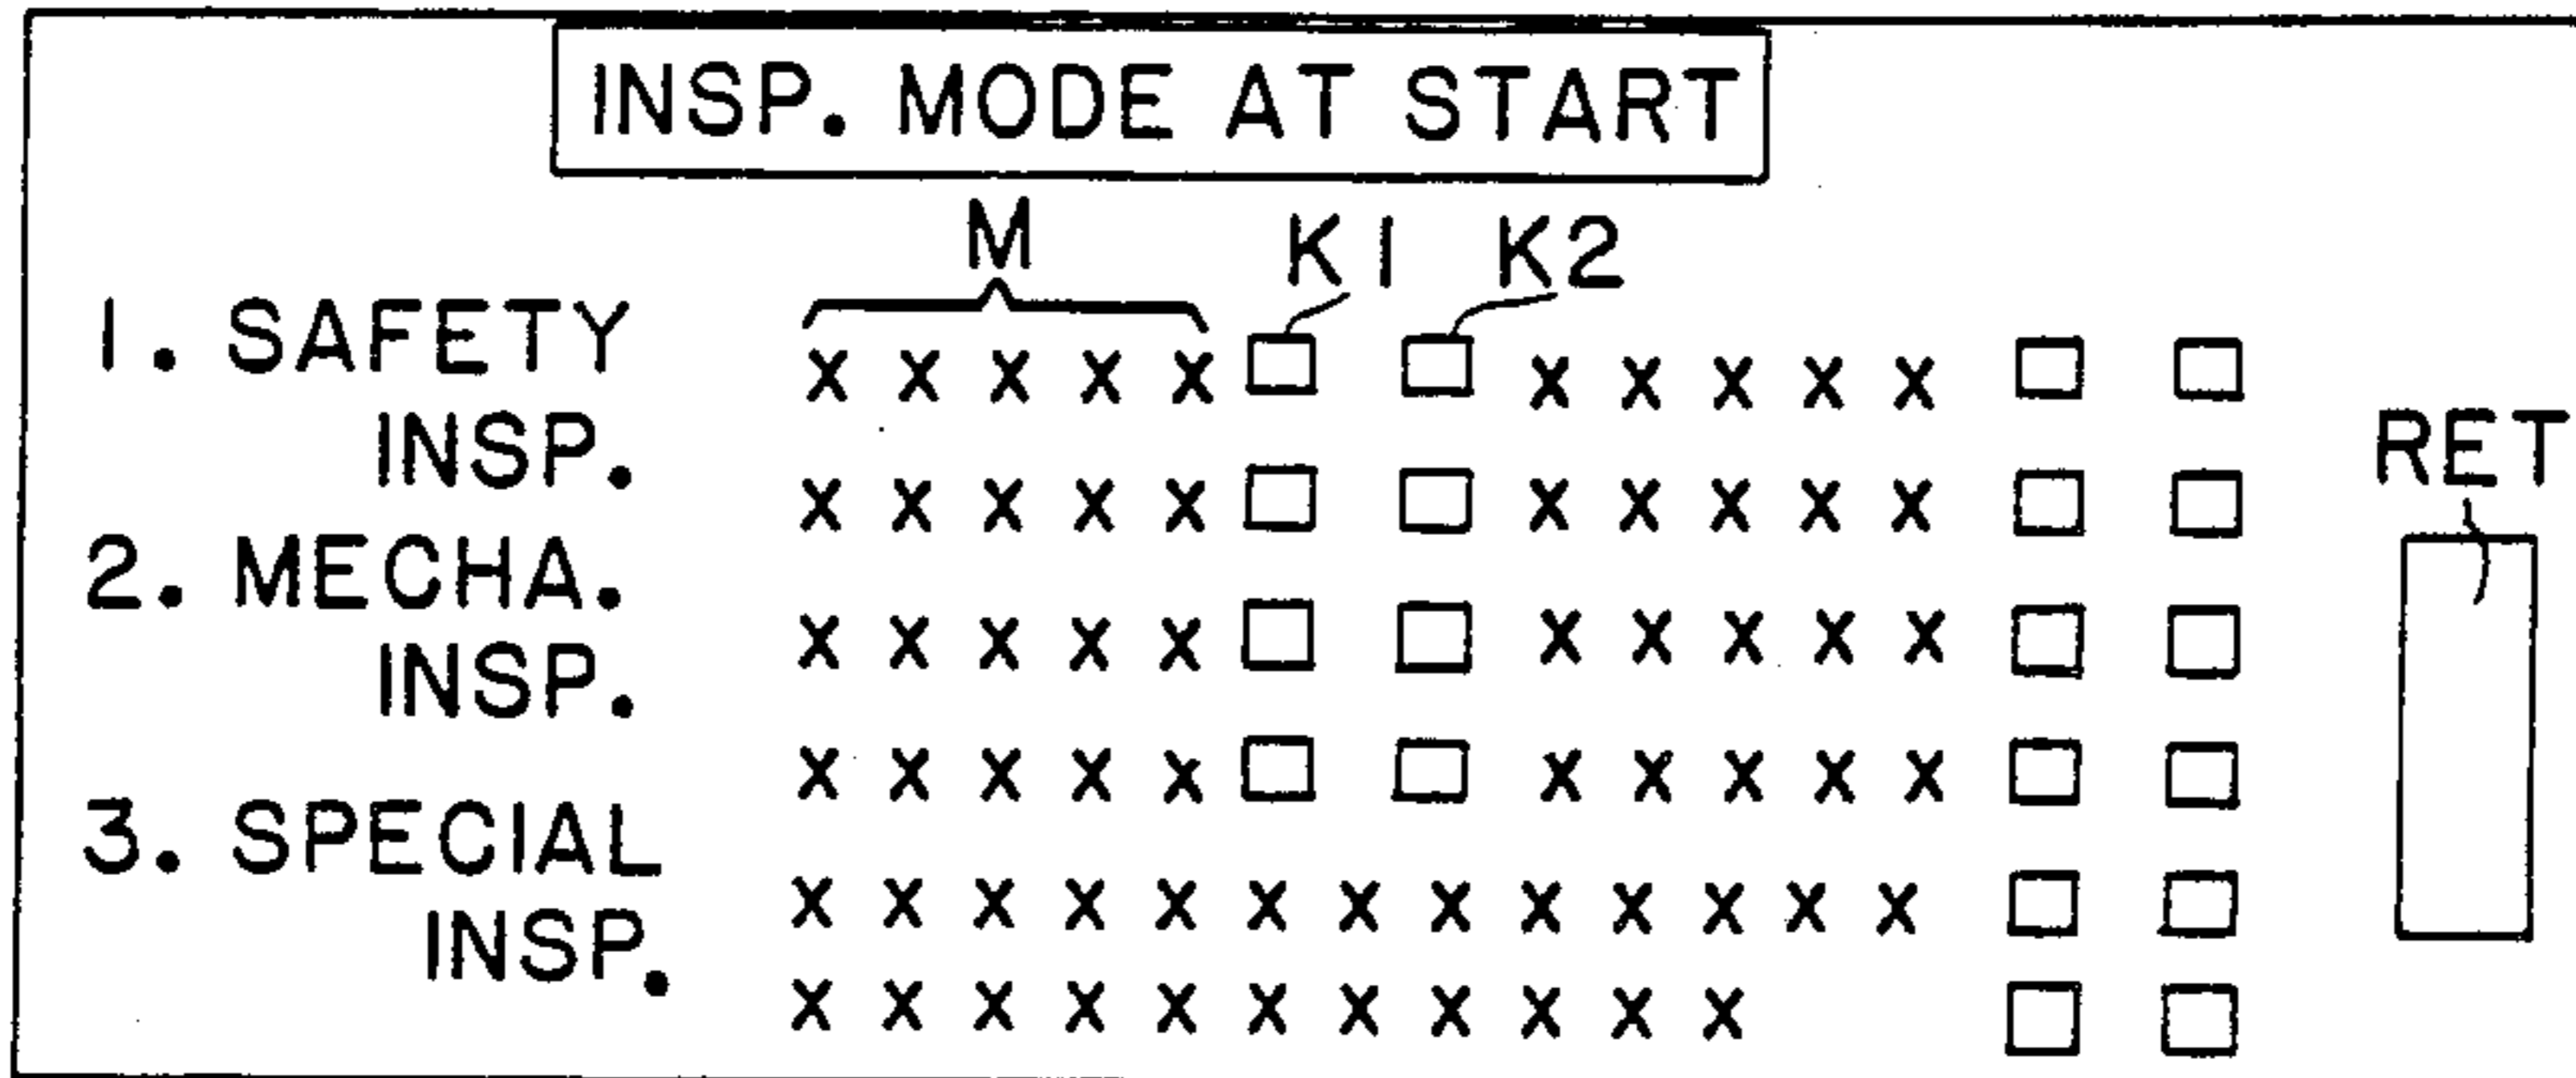 INSP. MODE AT START
M K1 K2
1. SAFETY x x x x x □ □ x x x x x □ □
INSP. RET
x x x x x □ □ x x x x x □ □
2. MECHA.
x x x x x □ □ x x x x x □ □
INSP.
x x x x x □ □ x x x x x □ □
3. SPECIAL
x x x x x x x x x x x x x □ □
INSP.
x x x x x x x x x x x □ □